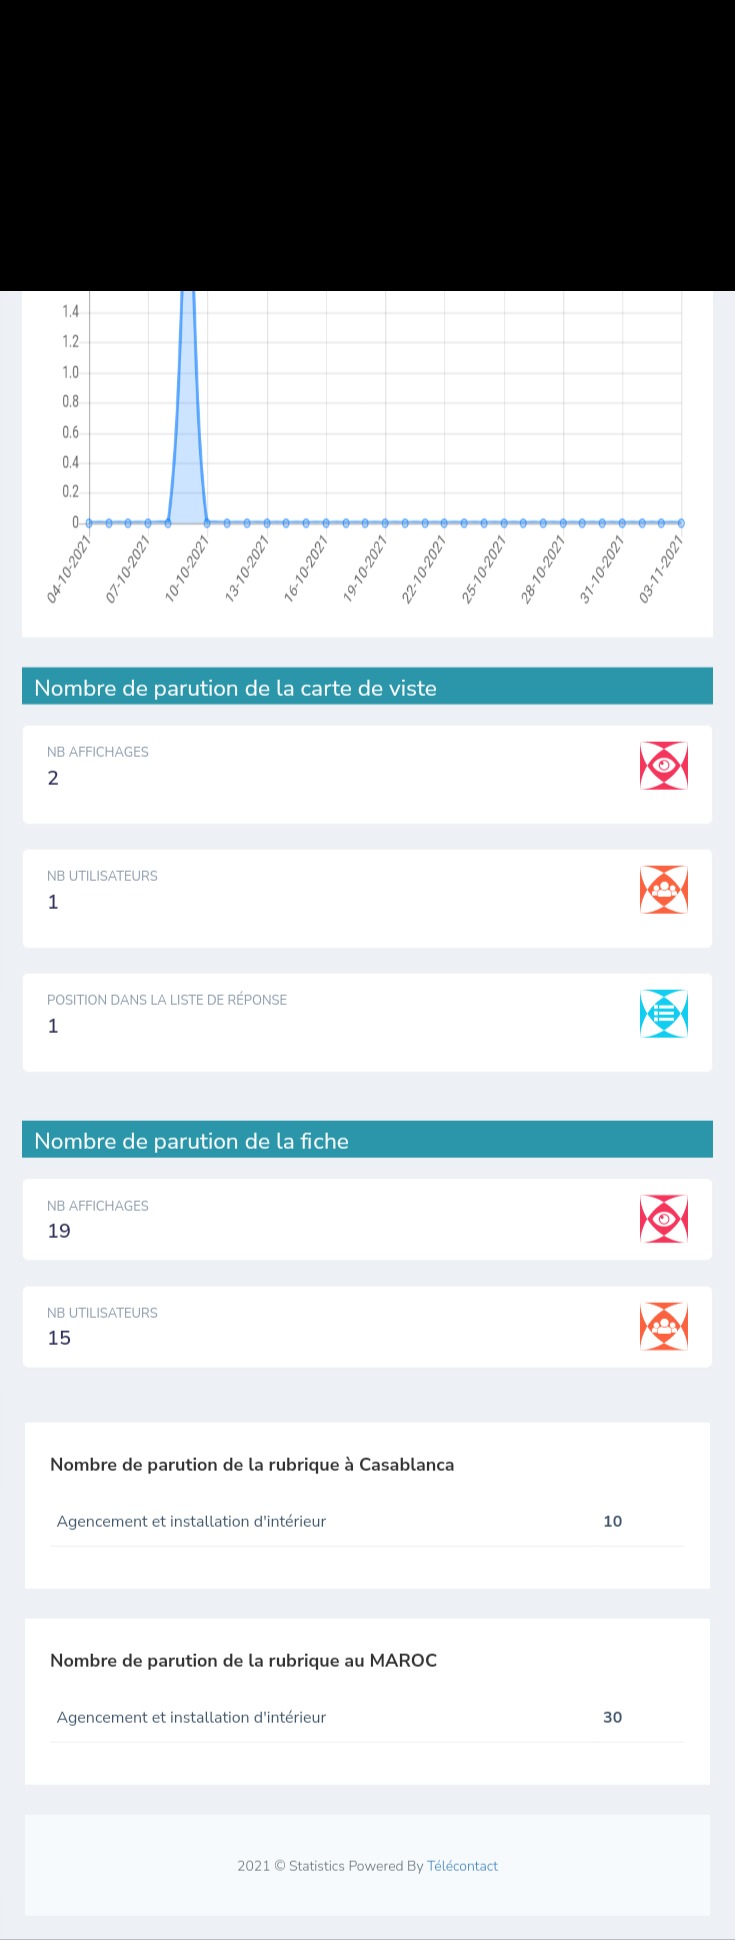 1.4
1.2
1.0
0.8
0.6
0.4
0.2
0
04-10-2021 07-10-2021 10-10-2021 13-10-2021 16-10-2021 19-10-2021 22-10-2021 25-10-2021 28-10-2021 31-10-2021 03-11-2021
Nombre de parution de la carte de viste
NB AFFICHAGES
2
NB UTILISATEURS
1
POSITION DANS LA LISTE DE RÉPONSE
1
Nombre de parution de la fiche
NB AFFICHAGES
19
NB UTILISATEURS
15
Nombre de parution de la rubrique à Casablanca
Agencement et installation d'intérieur 10
Nombre de parution de la rubrique au MAROC
Agencement et installation d'intérieur 30
2021 © Statistics Powered By Télécontact